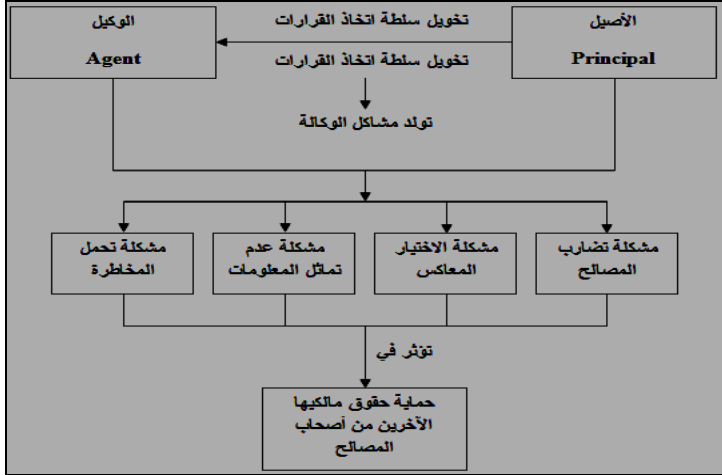 الأصيل
Principal
تخويل سلطة اتخاذ القرارات
تخويل سلطة اتخاذ القرارات
الوكيل
Agent
تولد مشاكل الوكالة
مشكلة تضارب
المصالح
مشكلة الاختيار
المعاكس
مشكلة عدم
تماثل المعلومات
مشكلة تحمل
المخاطرة
تؤثر في
حماية حقوق مالكيها
الآخرين من أصحاب
المصالح